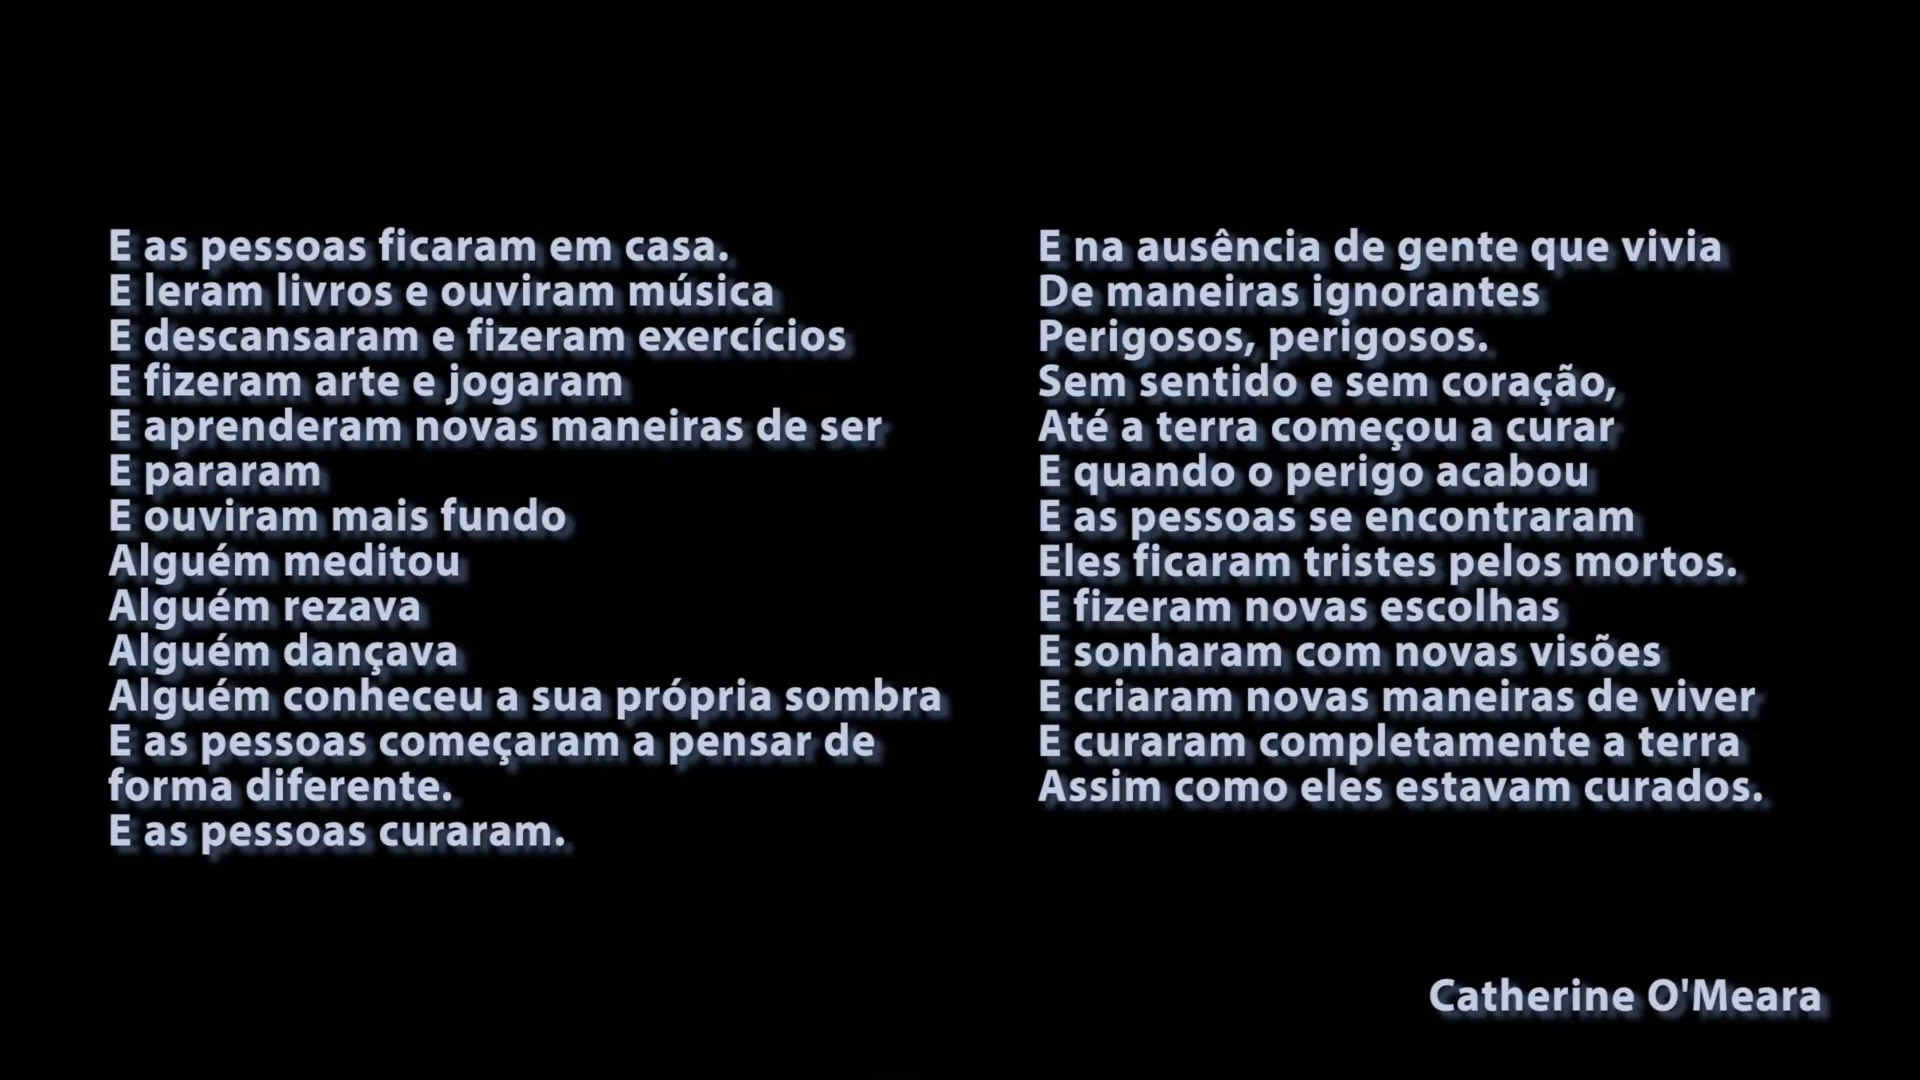 E as pessoas ficaram em casa.
E leram livros e ouviram música
E descansaram e fizeram exercícios
E fizeram arte e jogaram
E aprenderam novas maneiras de ser
E pararam
E ouviram mais fundo
Alguém meditou
Alguém rezava
Alguém dançava
Alguém conheceu a sua própria sombra
E as pessoas começaram a pensar de
forma diferente.
E as pessoas curaram.
E na ausência de gente que vivia
De maneiras ignorantes
Perigosos, perigosos.
Sem sentido e sem coração,
Até a terra começou a curar
E quando o perigo acabou
E as pessoas se encontraram
Eles ficaram tristes pelos mortos.
E fizeram novas escolhas
E sonharam com novas visões
E criaram novas maneiras de viver
E curaram completamente a terra
Assim como eles estavam curados.
Catherine O'Meara